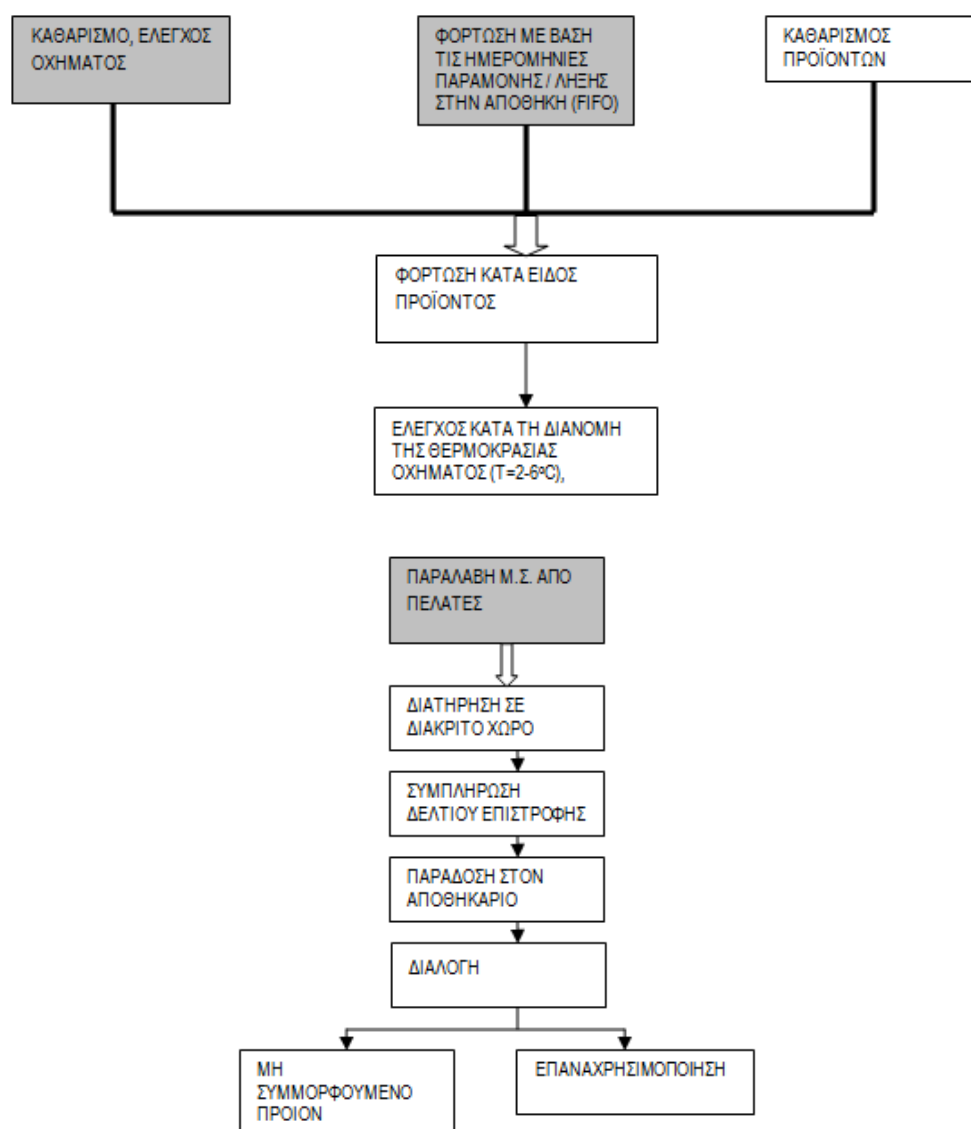 ΚΑΘΑΡΙΣΜΟ, ΕΛΕΓΧΟΣ
ΟΧΗΜΑΤΟΣ
ΦΟΡΤΩΣΗ ΜΕ ΒΑΣΗ
ΤΙΣ ΗΜΕΡΟΜΗΝΙΕΣ
ΠΑΡΑΜΟΝΗΣ / ΛΗΞΗΣ
ΣΤΗΝ ΑΠΟΘΗΚΗ (FIFO)
ΚΑΘΑΡΙΣΜΟΣ
ΠΡΟΪΟΝΤΩΝ
ΦΟΡΤΩΣΗ ΚΑΤΑ ΕΙΔΟΣ
ΠΡΟΪΟΝΤΟΣ
ΕΛΕΓΧΟΣ ΚΑΤΑ ΤΗ ΔΙΑΝΟΜΗ
ΤΗΣ ΘΕΡΜΟΚΡΑΣΙΑΣ
ΟΧΗΜΑΤΟΣ (Τ=2-6ºC),
ΠΑΡΑΛΑΒΗ Μ.Σ. ΑΠΟ
ΠΕΛΑΤΕΣ
ΔΙΑΤΗΡΗΣΗ ΣΕ
ΔΙΑΚΡΙΤΟ ΧΩΡΟ
ΣΥΜΠΛΗΡΩΣΗ
ΔΕΛΤΙΟΥ ΕΠΙΣΤΡΟΦΗΣ
ΠΑΡΑΔΟΣΗ ΣΤΟΝ
ΑΠΟΘΗΚΑΡΙΟ
ΔΙΑΛΟΓΗ
ΜΗ
ΣΥΜΜΟΡΦΟΥΜΕΝΟ
ΠΡΟΙΟΝ
ΕΠΑΝΑΧΡΗΣΙΜΟΠΟΙΗΣΗ